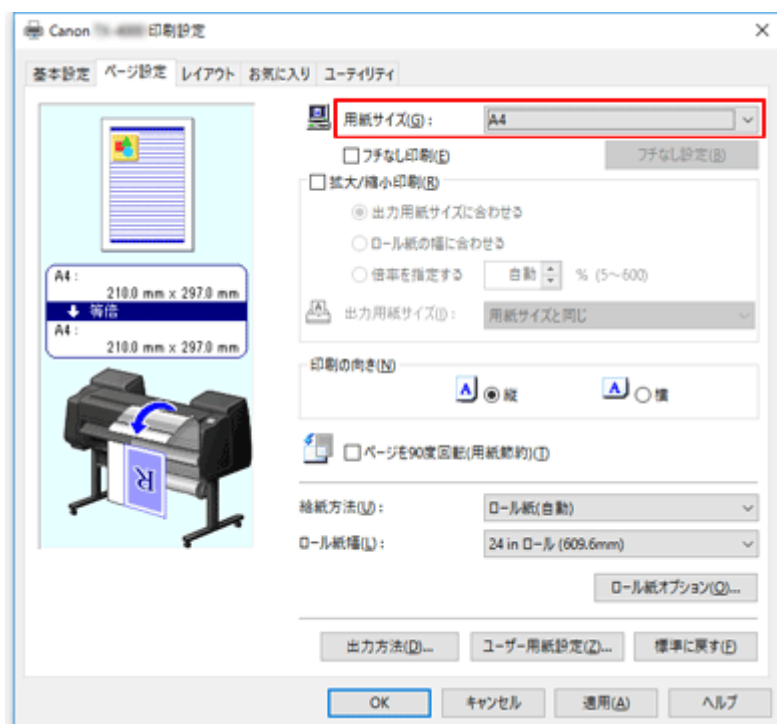 Canon 印刷設定
基本設定 ページ設定 レイアウト お気に入り ユーティリティ
用紙サイズ(G): A4
フチなし印刷(E) フチなし設定(B)
拡大/縮小印刷(R)
出力用紙サイズに合わせる
ロール紙の幅に合わせる
倍率を指定する 自動 % (5～600)
出力用紙サイズ(I): 用紙サイズと同じ
A4:
210.0 mm x 297.0 mm
等倍
A4:
210.0 mm x 297.0 mm
R
印刷の向き(N)
A 縦 A 横
ページを90度回転(用紙節約)(T)
給紙方法(U): ロール紙(自動)
ロール紙幅(L): 24 in ロール (609.6mm)
ロール紙オプション(O)...
出力方法(D)... ユーザー用紙設定(Z)... 標準に戻す(F)
OK キャンセル 適用(A) ヘルプ